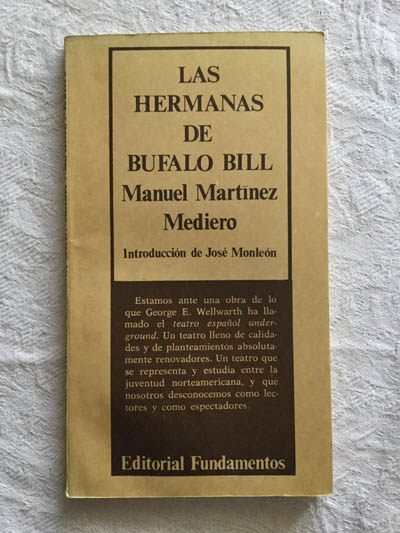 LAS
HERMANAS
DE
BUFALO BILL
Manuel Martínez
Mediero
Introducción de José Monleón
Estamos ante una obra de lo
que George E. Wellwarth ha lla-
mado el teatro español under-
ground. Un teatro lleno de calida-
des y de planteamientos absoluta-
mente renovadores. Un teatro que
se representa y estudia entre la
juventud norteamericana, y que
nosotros desconocemos como lec-
tores y como espectadores.
Editorial Fundamentos